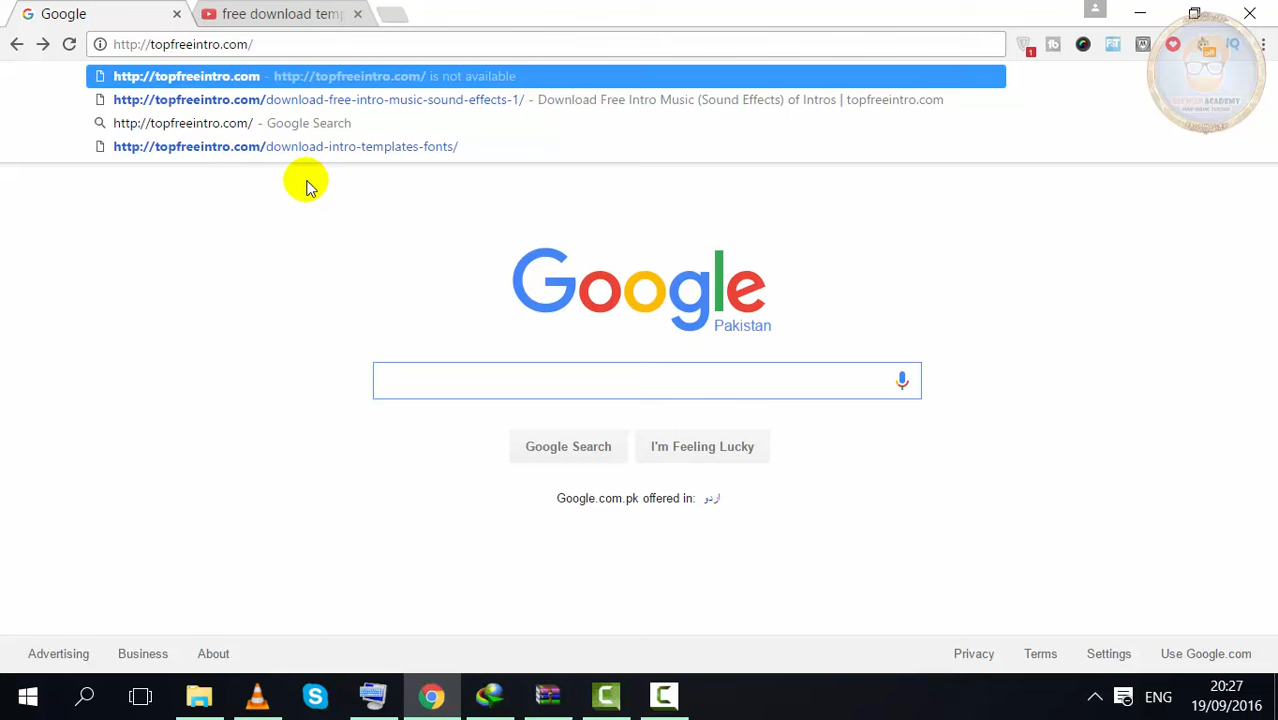 Google
free download temp
http://topfreeintro.com/
http://topfreeintro.com - http://topfreeintro.com/ is not available
http://topfreeintro.com/download-free-intro-music-sound-effects-1/ - Download Free Intro Music (Sound Effects) of Intros | topfreeintro.com
http://topfreeintro.com/ - Google Search
http://topfreeintro.com/download-intro-templates-fonts/
Google
Pakistan
Google Search
I'm Feeling Lucky
Google.com.pk offered in: اردو
Advertising
Business
About
Privacy
Terms
Settings
Use Google.com
ENG
20:27
19/09/2016